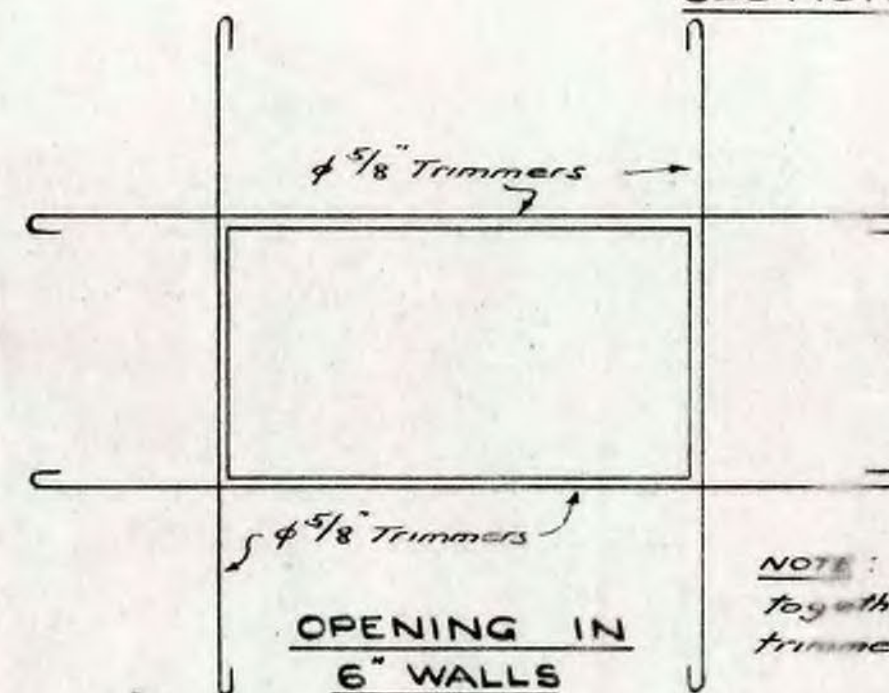 φ 5/8" Trimmers
φ 5/8" Trimmers
OPENING IN
6" WALLS
NOTE :